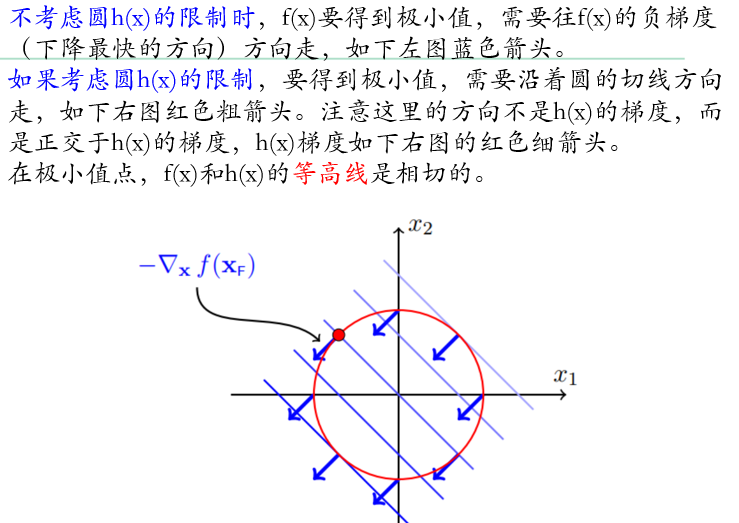 不考虑圆h(x)的限制时，f(x)要得到极小值，需要往f(x)的负梯度
（下降最快的方向）方向走，如下左图蓝色箭头。
如果考虑圆h(x)的限制，要得到极小值，需要沿着圆的切线方向
走，如下右图红色粗箭头。注意这里的方向不是h(x)的梯度，而
是正交于h(x)的梯度，h(x)梯度如下右图的红色细箭头。
在极小值点，f(x)和h(x)的等高线是相切的。
x₂
−∇ₓ f(x_F)
x₁